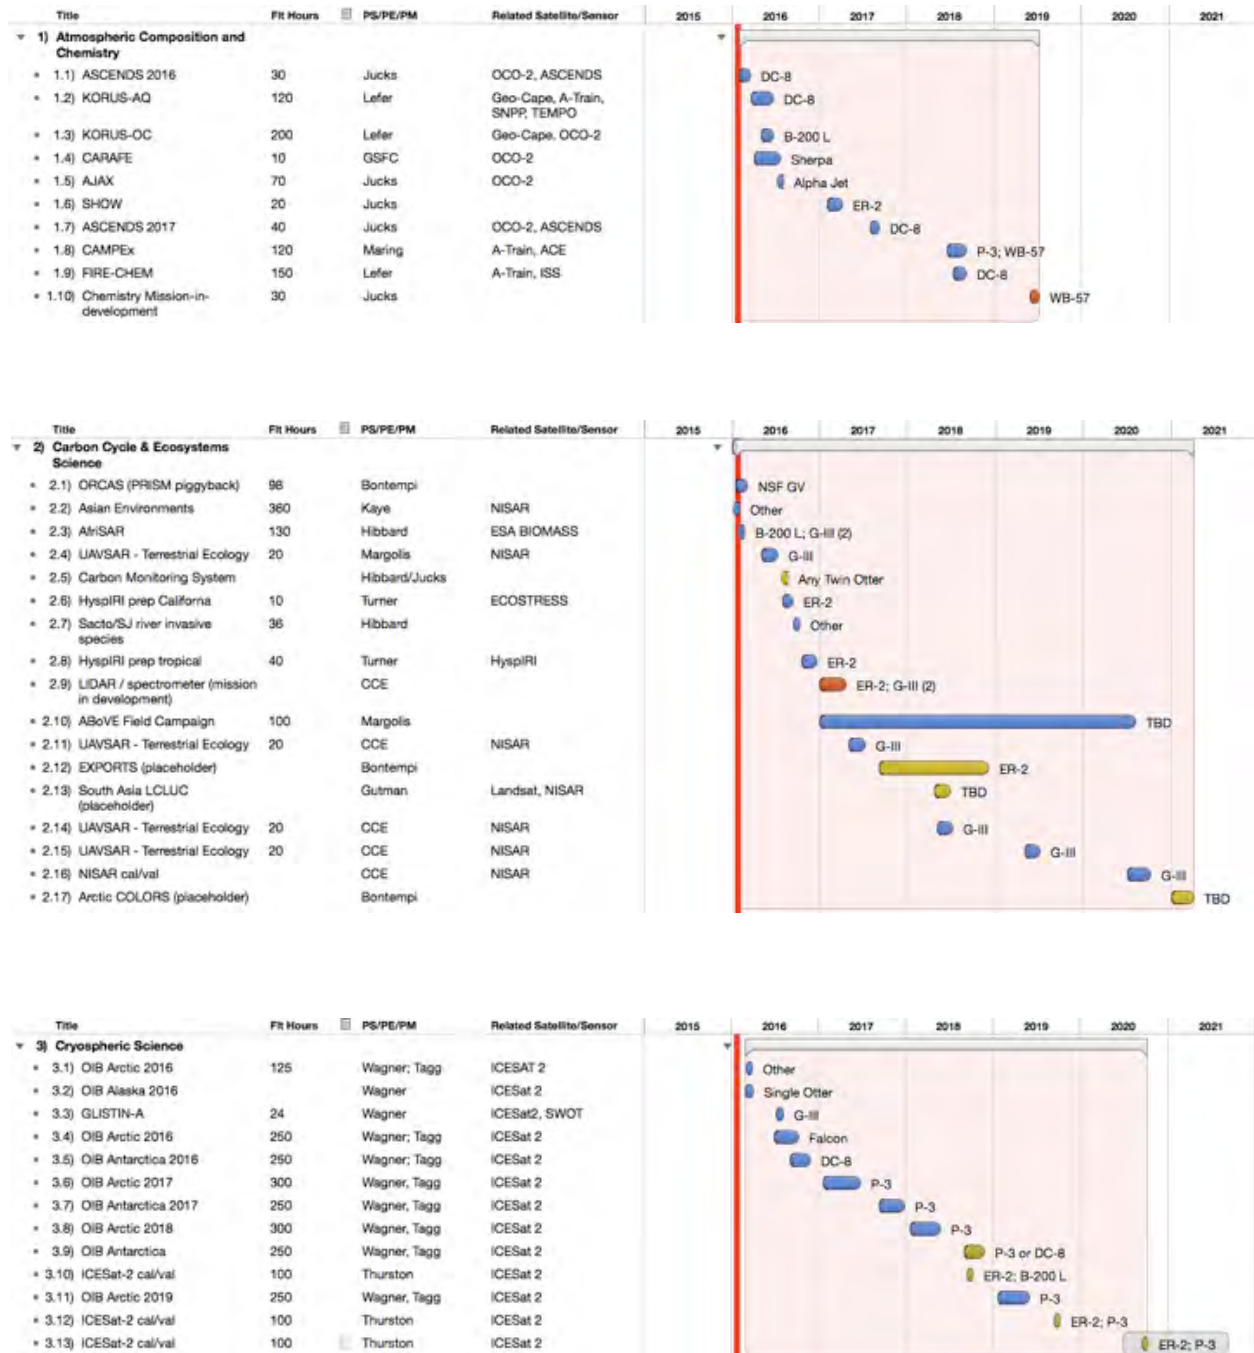 Title Flt Hours PS/PE/PM Related Satellite/Sensor 2015 2016 2017 2018 2019 2020 2021
1) Atmospheric Composition and
Chemistry
1.1) ASCENDS 2016 30 Jucks OCO-2, ASCENDS DC-8
1.2) KORUS-AQ 120 Lefer Geo-Cape, A-Train, DC-8
SNPP, TEMPO
1.3) KORUS-OC 200 Lefer Geo-Cape, OCO-2 B-200 L
1.4) CARAFE 10 GSFC OCO-2 Sherpa
1.5) AJAX 70 Jucks OCO-2 Alpha Jet
1.6) SHOW 20 Jucks ER-2
1.7) ASCENDS 2017 40 Jucks OCO-2, ASCENDS DC-8
1.8) CAMPEx 120 Maring A-Train, ACE P-3; WB-57
1.9) FIRE-CHEM 150 Lefer A-Train, ISS DC-8
1.10) Chemistry Mission-in- 30 Jucks WB-57
development
Title Flt Hours PS/PE/PM Related Satellite/Sensor 2015 2016 2017 2018 2019 2020 2021
2) Carbon Cycle & Ecosystems
Science
2.1) ORCAS (PRISM piggyback) 96 Bontempi NSF GV
2.2) Asian Environments 360 Kaye NISAR Other
2.3) AfriSAR 130 Hibbard ESA BIOMASS B-200 L; G-III (2)
2.4) UAVSAR - Terrestrial Ecology 20 Margolis NISAR G-III
2.5) Carbon Monitoring System Hibbard/Jucks Any Twin Otter
2.6) HyspIRI prep Californa 10 Turner ECOSTRESS ER-2
2.7) Sacto/SJ river invasive 36 Hibbard Other
species
2.8) HyspIRI prep tropical 40 Turner HyspIRI ER-2
2.9) LIDAR / spectrometer (mission CCE ER-2; G-III (2)
in development)
2.10) ABoVE Field Campaign 100 Margolis TBD
2.11) UAVSAR - Terrestrial Ecology 20 CCE NISAR G-III
2.12) EXPORTS (placeholder) Bontempi ER-2
2.13) South Asia LCLUC Gutman Landsat, NISAR TBD
(placeholder)
2.14) UAVSAR - Terrestrial Ecology 20 CCE NISAR G-III
2.15) UAVSAR - Terrestrial Ecology 20 CCE NISAR G-III
2.16) NISAR cal/val CCE NISAR G-III
2.17) Arctic COLORS (placeholder) Bontempi TBD
Title Flt Hours PS/PE/PM Related Satellite/Sensor 2015 2016 2017 2018 2019 2020 2021
3) Cryospheric Science
3.1) OIB Arctic 2016 125 Wagner; Tagg ICESAT 2 Other
3.2) OIB Alaska 2016 Wagner ICESat 2 Single Otter
3.3) GLISTIN-A 24 Wagner ICESat2, SWOT G-III
3.4) OIB Arctic 2016 250 Wagner; Tagg ICESat 2 Falcon
3.5) OIB Antarctica 2016 250 Wagner; Tagg ICESat 2 DC-8
3.6) OIB Arctic 2017 300 Wagner, Tagg ICESat 2 P-3
3.7) OIB Antarctica 2017 250 Wagner, Tagg ICESat 2 P-3
3.8) OIB Arctic 2018 300 Wagner, Tagg ICESat 2 P-3
3.9) OIB Antarctica 250 Wagner, Tagg ICESat 2 P-3 or DC-8
3.10) ICESat-2 cal/val 100 Thurston ICESat 2 ER-2; B-200 L
3.11) OIB Arctic 2019 250 Wagner, Tagg ICESat 2 P-3
3.12) ICESat-2 cal/val 100 Thurston ICESat 2 ER-2; P-3
3.13) ICESat-2 cal/val 100 Thurston ICESat 2 ER-2; P-3